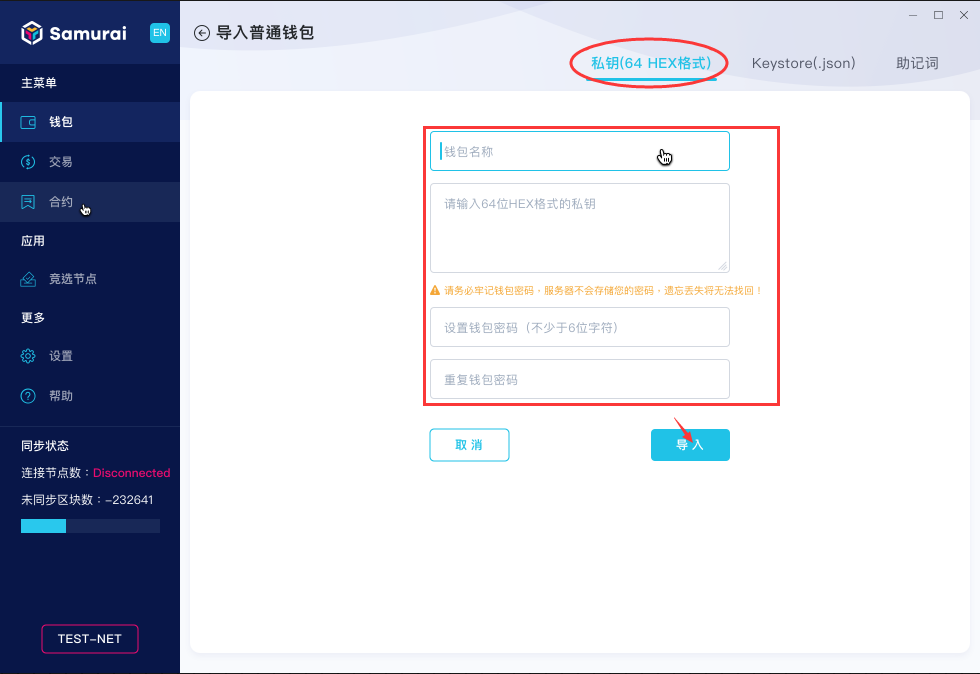 Samurai
EN
主菜单
钱包
交易
合约
应用
竞选节点
更多
设置
帮助
同步状态
连接节点数：Disconnected
未同步区块数：-232641
TEST-NET
导入普通钱包
私钥(64 HEX格式)
Keystore(.json)
助记词
钱包名称
请输入64位HEX格式的私钥
请务必牢记钱包密码，服务器不会存储您的密码，遗忘丢失将无法找回！
设置钱包密码（不少于6位字符）
重复钱包密码
取消
导入